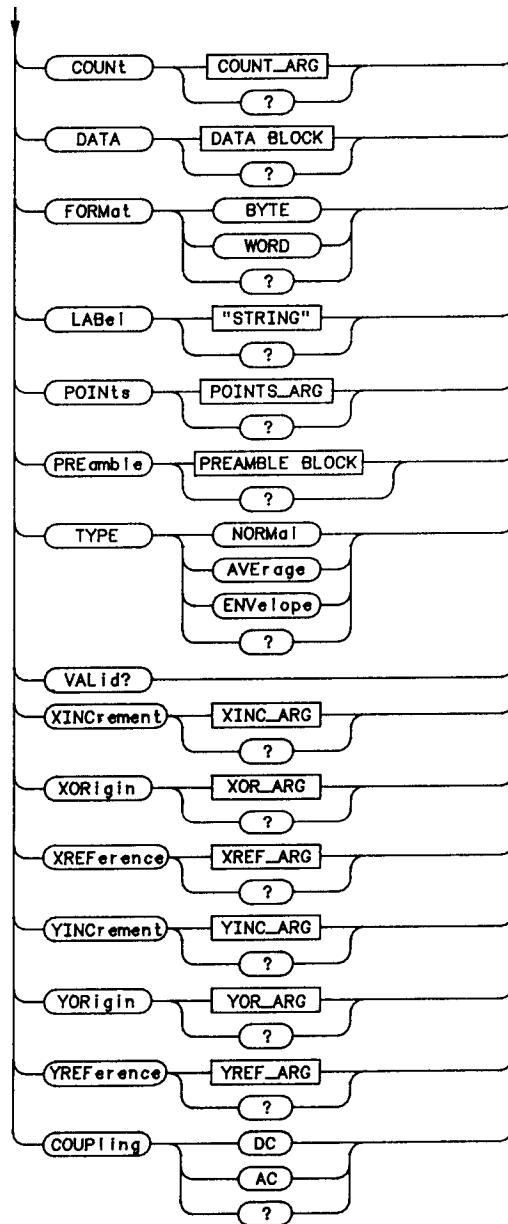 COUNt COUNT_ARG
?
DATA DATA BLOCK
?
FORMat BYTE
WORD
?
LABel "STRING"
?
POINts POINTS_ARG
?
PREamble PREAMBLE BLOCK
?
TYPE NORMal
AVErage
ENVelope
?
VALid?
XINCrement XINC_ARG
?
XORigin XOR_ARG
?
XREFerence XREF_ARG
?
YINCrement YINC_ARG
?
YORigin YOR_ARG
?
YREFerence YREF_ARG
?
COUPling DC
AC
?